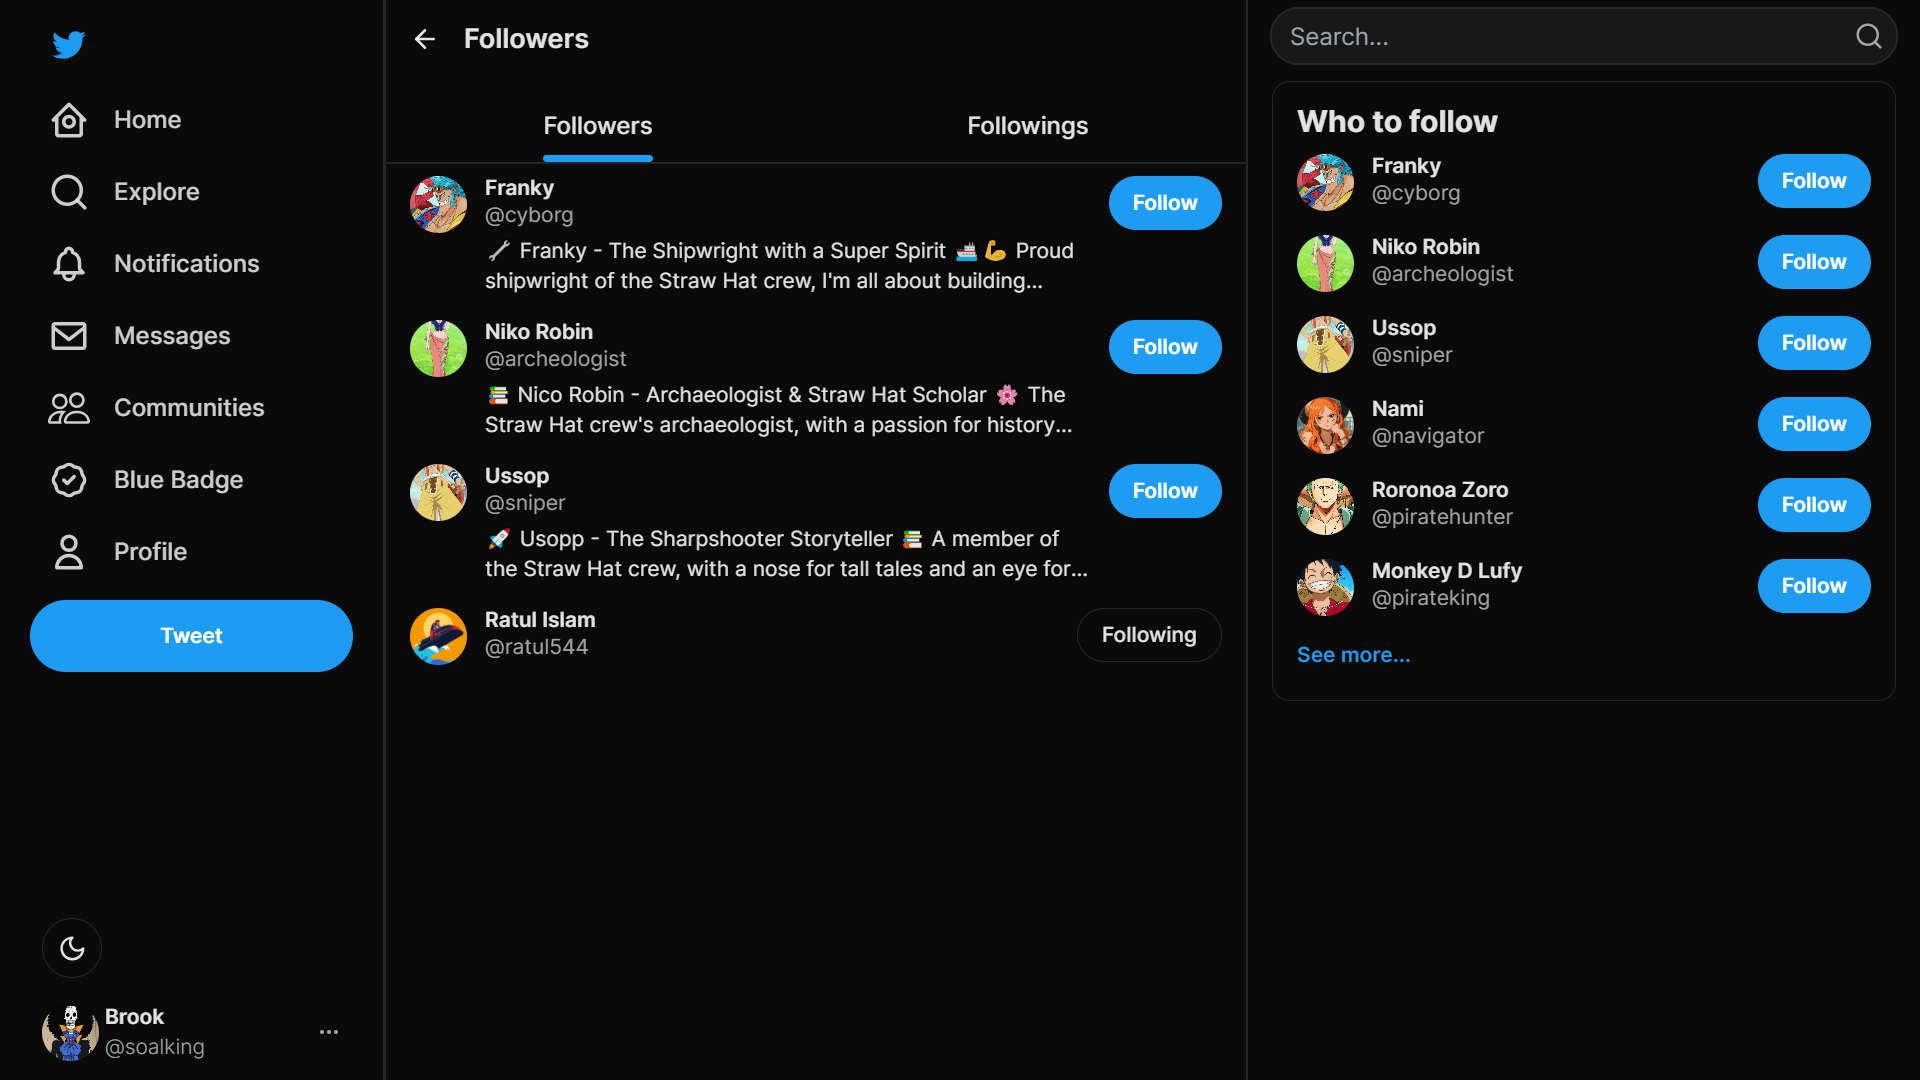 Home
Explore
Notifications
Messages
Communities
Blue Badge
Profile
Tweet
Brook
@soalking
Followers
Followers
Followings
Franky
@cyborg
Follow
🔧 Franky - The Shipwright with a Super Spirit 🚢 💪 Proud
shipwright of the Straw Hat crew, I'm all about building...
Niko Robin
@archeologist
Follow
📚 Nico Robin - Archaeologist & Straw Hat Scholar 🌸 The
Straw Hat crew's archaeologist, with a passion for history...
Ussop
@sniper
Follow
🚀 Usopp - The Sharpshooter Storyteller 📚 A member of
the Straw Hat crew, with a nose for tall tales and an eye for...
Ratul Islam
@ratul544
Following
Search...
Who to follow
Franky
@cyborg
Follow
Niko Robin
@archeologist
Follow
Ussop
@sniper
Follow
Nami
@navigator
Follow
Roronoa Zoro
@piratehunter
Follow
Monkey D Lufy
@pirateking
Follow
See more...